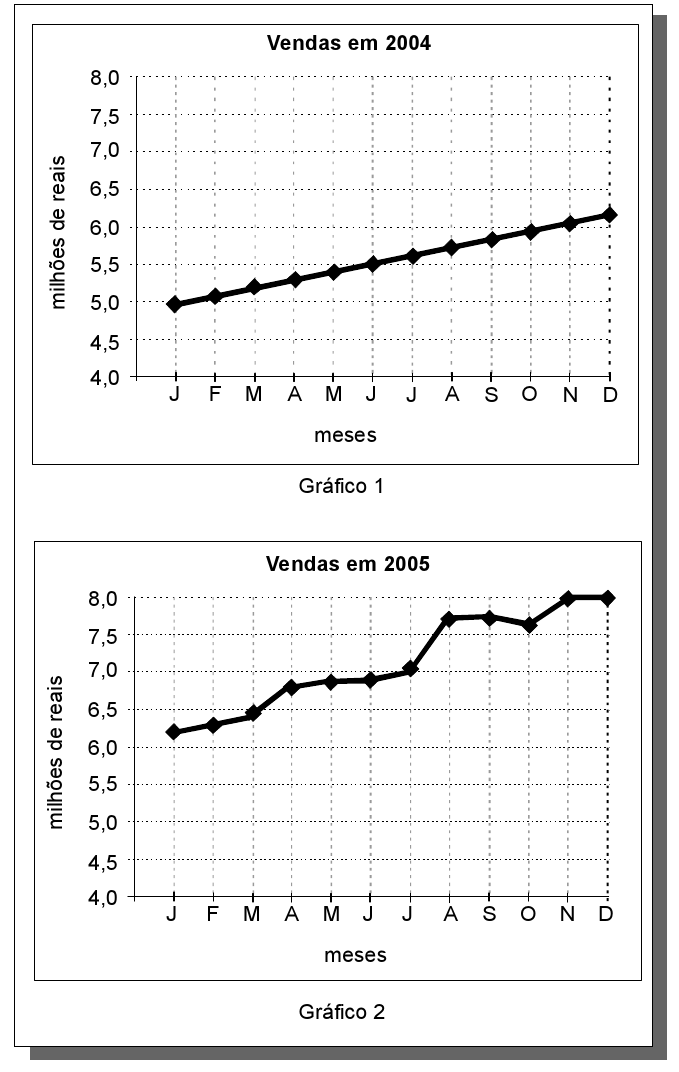 Vendas em 2004
8,0
7,5
7,0
6,5
6,0
5,5
5,0
4,5
4,0
milhões de reais
J F M A M J J A S O N D
meses
Gráfico 1
Vendas em 2005
8,0
7,5
7,0
6,5
6,0
5,5
5,0
4,5
4,0
milhões de reais
J F M A M J J A S O N D
meses
Gráfico 2